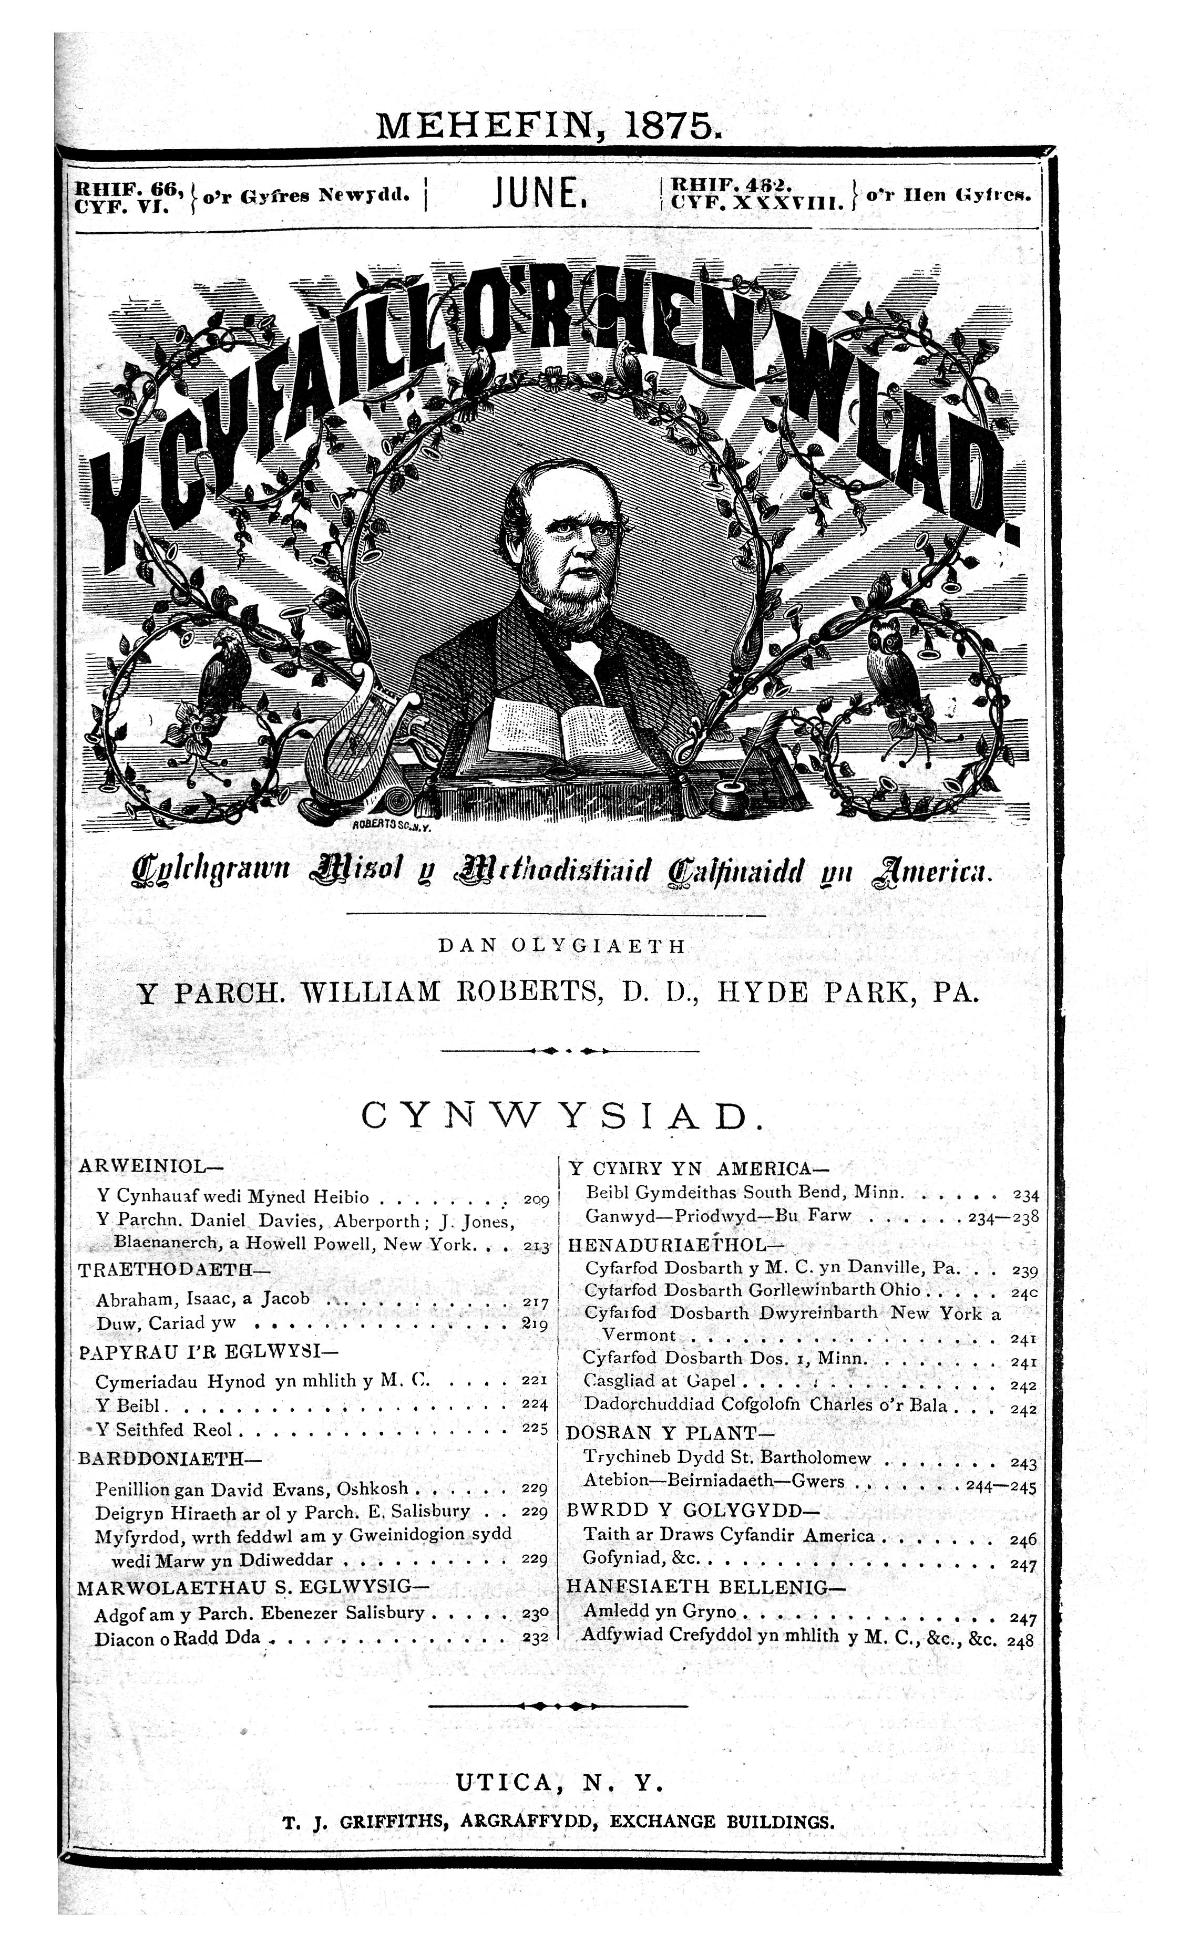 MEHEFIN, 1875.
RHIF. 66,
CYF. VI. } o'r Gyfres Newydd.
JUNE.
RHIF. 482.
CYF. XXXVIII. } o'r Hen Gyfres.
Y CYFAILL O'R HEN WLAD.
ROBERTS SC. N.Y.
Cylchgrawn Misol y Methodistiaid Calfinaidd yn America.
DAN OLYGIAETH
Y PARCH. WILLIAM ROBERTS, D. D., HYDE PARK, PA.
CYNWYSIAD.
ARWEINIOL—
Y Cynhauaf wedi Myned Heibio . . . . . . . . 209
Y Parchn. Daniel Davies, Aberporth; J. Jones,
Blaenanerch, a Howell Powell, New York. . . 213
TRAETHODAETH—
Abraham, Isaac, a Jacob . . . . . . . . . . . . 217
Duw, Cariad yw . . . . . . . . . . . . . . . 219
PAPYRAU I'R EGLWYSI—
Cymeriadau Hynod yn mhlith y M. C. . . . . 221
Y Beibl . . . . . . . . . . . . . . . . . . . 224
Y Seithfed Reol . . . . . . . . . . . . . . . . 225
BARDDONIAETH—
Penillion gan David Evans, Oshkosh . . . . . . 229
Deigryn Hiraeth ar ol y Parch. E. Salisbury . . 229
Myfyrdod, wrth feddwl am y Gweinidogion sydd
wedi Marw yn Ddiweddar . . . . . . . . . . 229
MARWOLAETHAU S. EGLWYSIG—
Adgof am y Parch. Ebenezer Salisbury . . . . . 230
Diacon o Radd Dda . . . . . . . . . . . . . . 232
Y CYMRY YN AMERICA—
Beibl Gymdeithas South Bend, Minn. . . . . . 234
Ganwyd—Priodwyd—Bu Farw . . . . . . 234—238
HENADURIAETHOL—
Cyfarfod Dosbarth y M. C. yn Danville, Pa. . . 239
Cyfarfod Dosbarth Gorllewinbarth Ohio . . . . . 240
Cyfarfod Dosbarth Dwyreinbarth New York a
Vermont . . . . . . . . . . . . . . . . . . 241
Cyfarfod Dosbarth Dos. 1, Minn. . . . . . . . 241
Casgliad at Gapel . . . . . . . . . . . . . . . 242
Dadorchuddiad Cofgolofn Charles o'r Bala . . . 242
DOSRAN Y PLANT—
Trychineb Dydd St. Bartholomew . . . . . . . 243
Atebion—Beirniadaeth—Gwers . . . . . . . 244—245
BWRDD Y GOLYGYDD—
Taith ar Draws Cyfandir America . . . . . . . 246
Gofyniad, &c. . . . . . . . . . . . . . . . . . 247
HANESIAETH BELLENIG—
Amledd yn Gryno . . . . . . . . . . . . . . . 247
Adfywiad Crefyddol yn mhlith y M. C., &c., &c. 248
UTICA, N. Y.
T. J. GRIFFITHS, ARGRAFFYDD, EXCHANGE BUILDINGS.